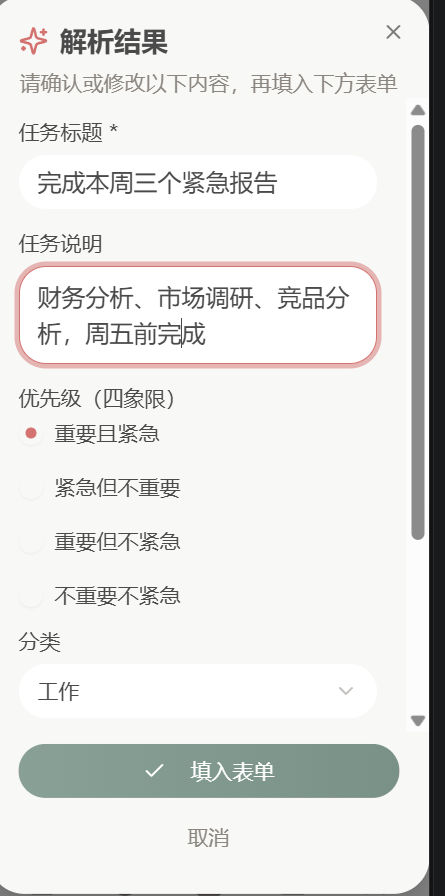 解析结果
请确认或修改以下内容，再填入下方表单
任务标题 *
完成本周三个紧急报告
任务说明
财务分析、市场调研、竞品分
析，周五前完成
优先级（四象限）
重要且紧急
紧急但不重要
重要但不紧急
不重要不紧急
分类
工作
填入表单
取消